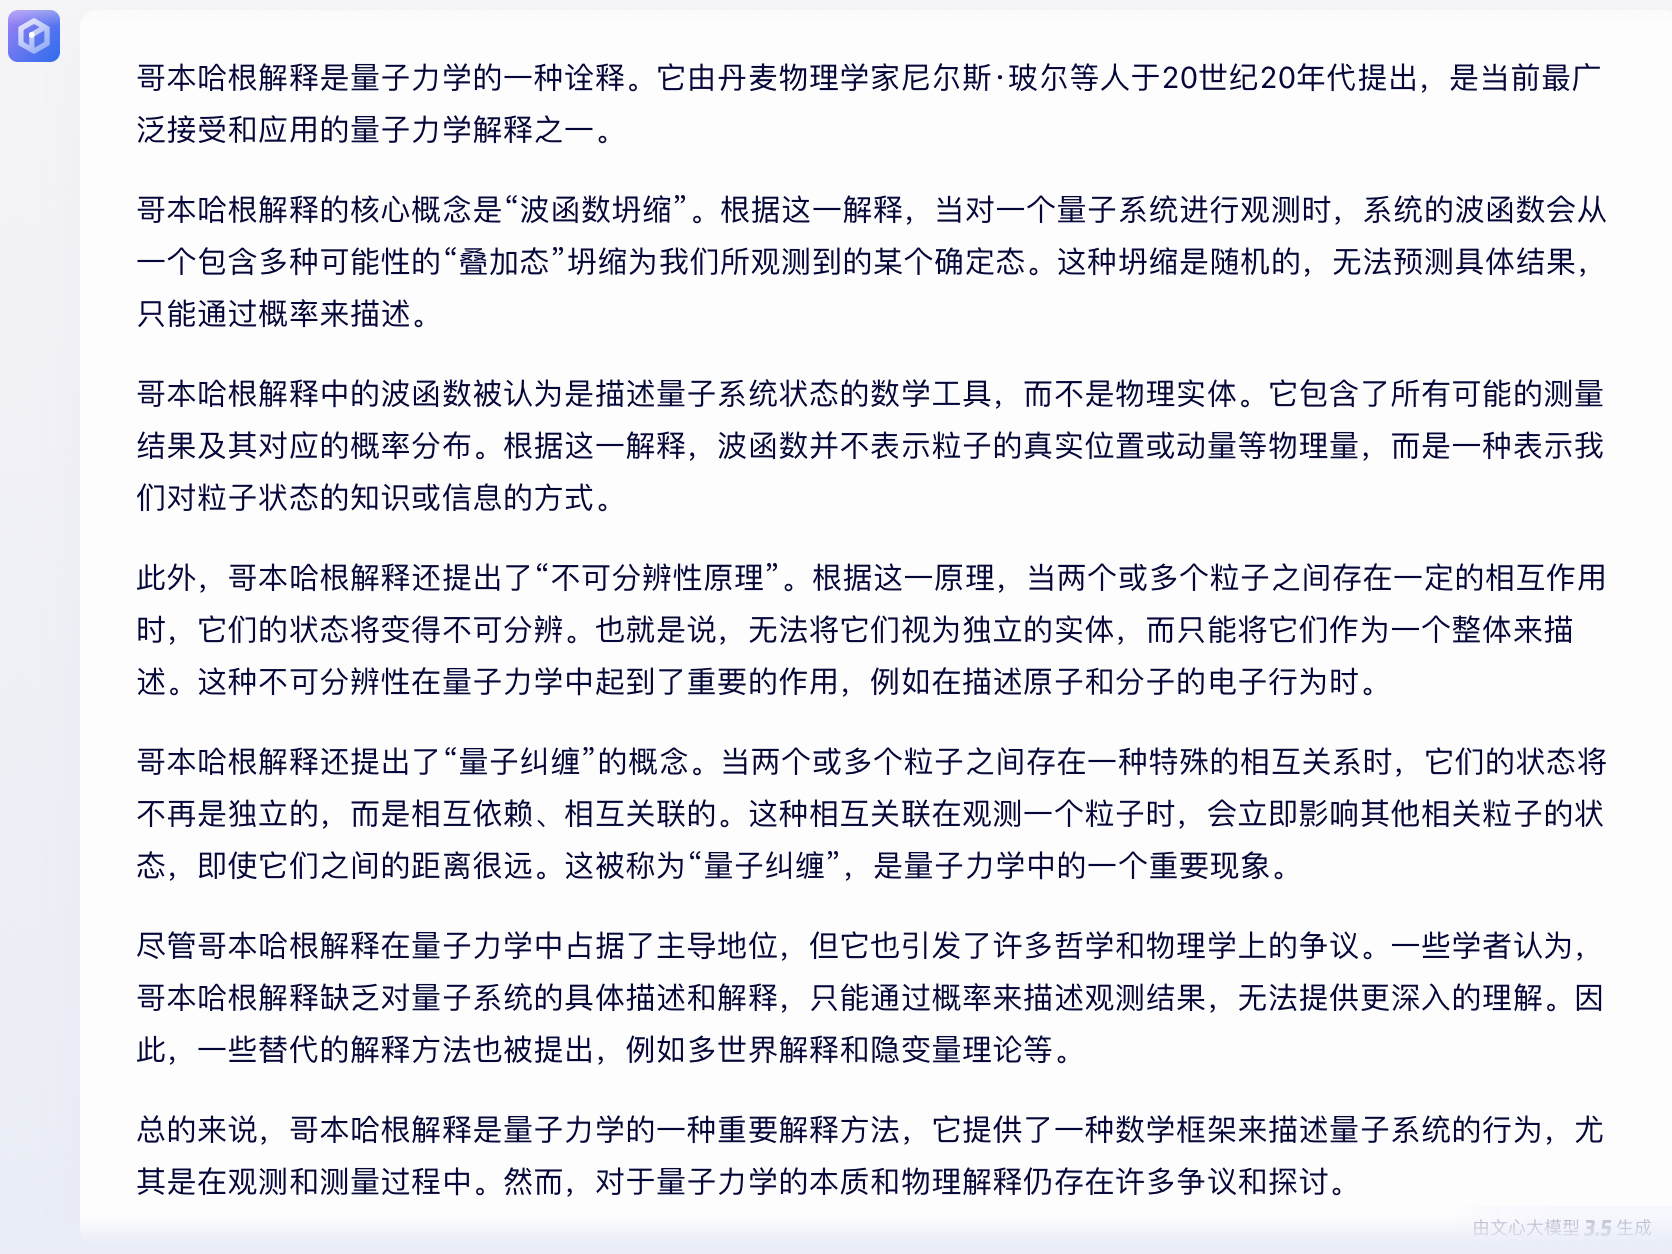 哥本哈根解释是量子力学的一种诠释。它由丹麦物理学家尼尔斯·玻尔等人于20世纪20年代提出，是当前最广
泛接受和应用的量子力学解释之一。
哥本哈根解释的核心概念是“波函数坍缩”。根据这一解释，当对一个量子系统进行观测时，系统的波函数会从
一个包含多种可能性的“叠加态”坍缩为我们所观测到的某个确定态。这种坍缩是随机的，无法预测具体结果，
只能通过概率来描述。
哥本哈根解释中的波函数被认为是描述量子系统状态的数学工具，而不是物理实体。它包含了所有可能的测量
结果及其对应的概率分布。根据这一解释，波函数并不表示粒子的真实位置或动量等物理量，而是一种表示我
们对粒子状态的知识或信息的方式。
此外，哥本哈根解释还提出了“不可分辨性原理”。根据这一原理，当两个或多个粒子之间存在一定的相互作用
时，它们的状态将变得不可分辨。也就是说，无法将它们视为独立的实体，而只能将它们作为一个整体来描
述。这种不可分辨性在量子力学中起到了重要的作用，例如在描述原子和分子的电子行为时。
哥本哈根解释还提出了“量子纠缠”的概念。当两个或多个粒子之间存在一种特殊的相互关系时，它们的状态将
不再是独立的，而是相互依赖、相互关联的。这种相互关联在观测一个粒子时，会立即影响其他相关粒子的状
态，即使它们之间的距离很远。这被称为“量子纠缠”，是量子力学中的一个重要现象。
尽管哥本哈根解释在量子力学中占据了主导地位，但它也引发了许多哲学和物理学上的争议。一些学者认为，
哥本哈根解释缺乏对量子系统的具体描述和解释，只能通过概率来描述观测结果，无法提供更深入的理解。因
此，一些替代的解释方法也被提出，例如多世界解释和隐变量理论等。
总的来说，哥本哈根解释是量子力学的一种重要解释方法，它提供了一种数学框架来描述量子系统的行为，尤
其是在观测和测量过程中。然而，对于量子力学的本质和物理解释仍存在许多争议和探讨。
由文心大模型 3.5 生成